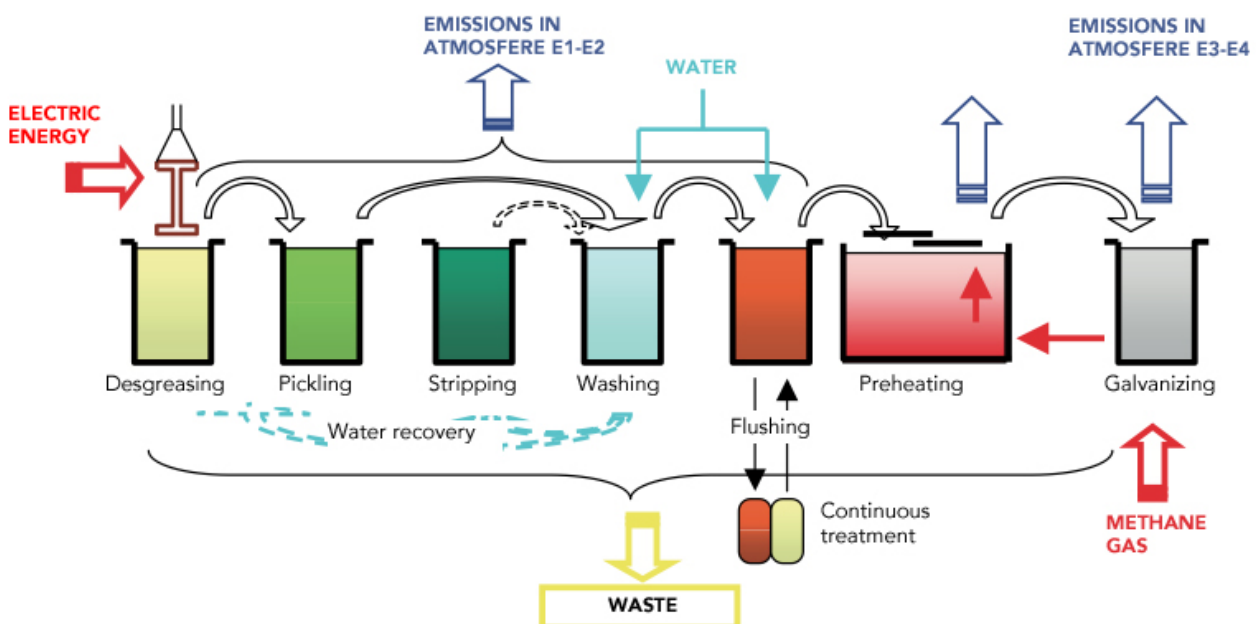 EMISSIONS IN
ATMOSFERE E1-E2
EMISSIONS IN
ATMOSFERE E3-E4
WATER
ELECTRIC
ENERGY
Desgreasing
Pickling
Stripping
Washing
Flushing
Preheating
Galvanizing
Water recovery
Continuous
treatment
METHANE
GAS
WASTE